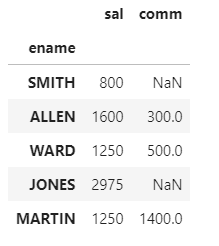 sal comm
ename
SMITH 800 NaN
ALLEN 1600 300.0
WARD 1250 500.0
JONES 2975 NaN
MARTIN 1250 1400.0